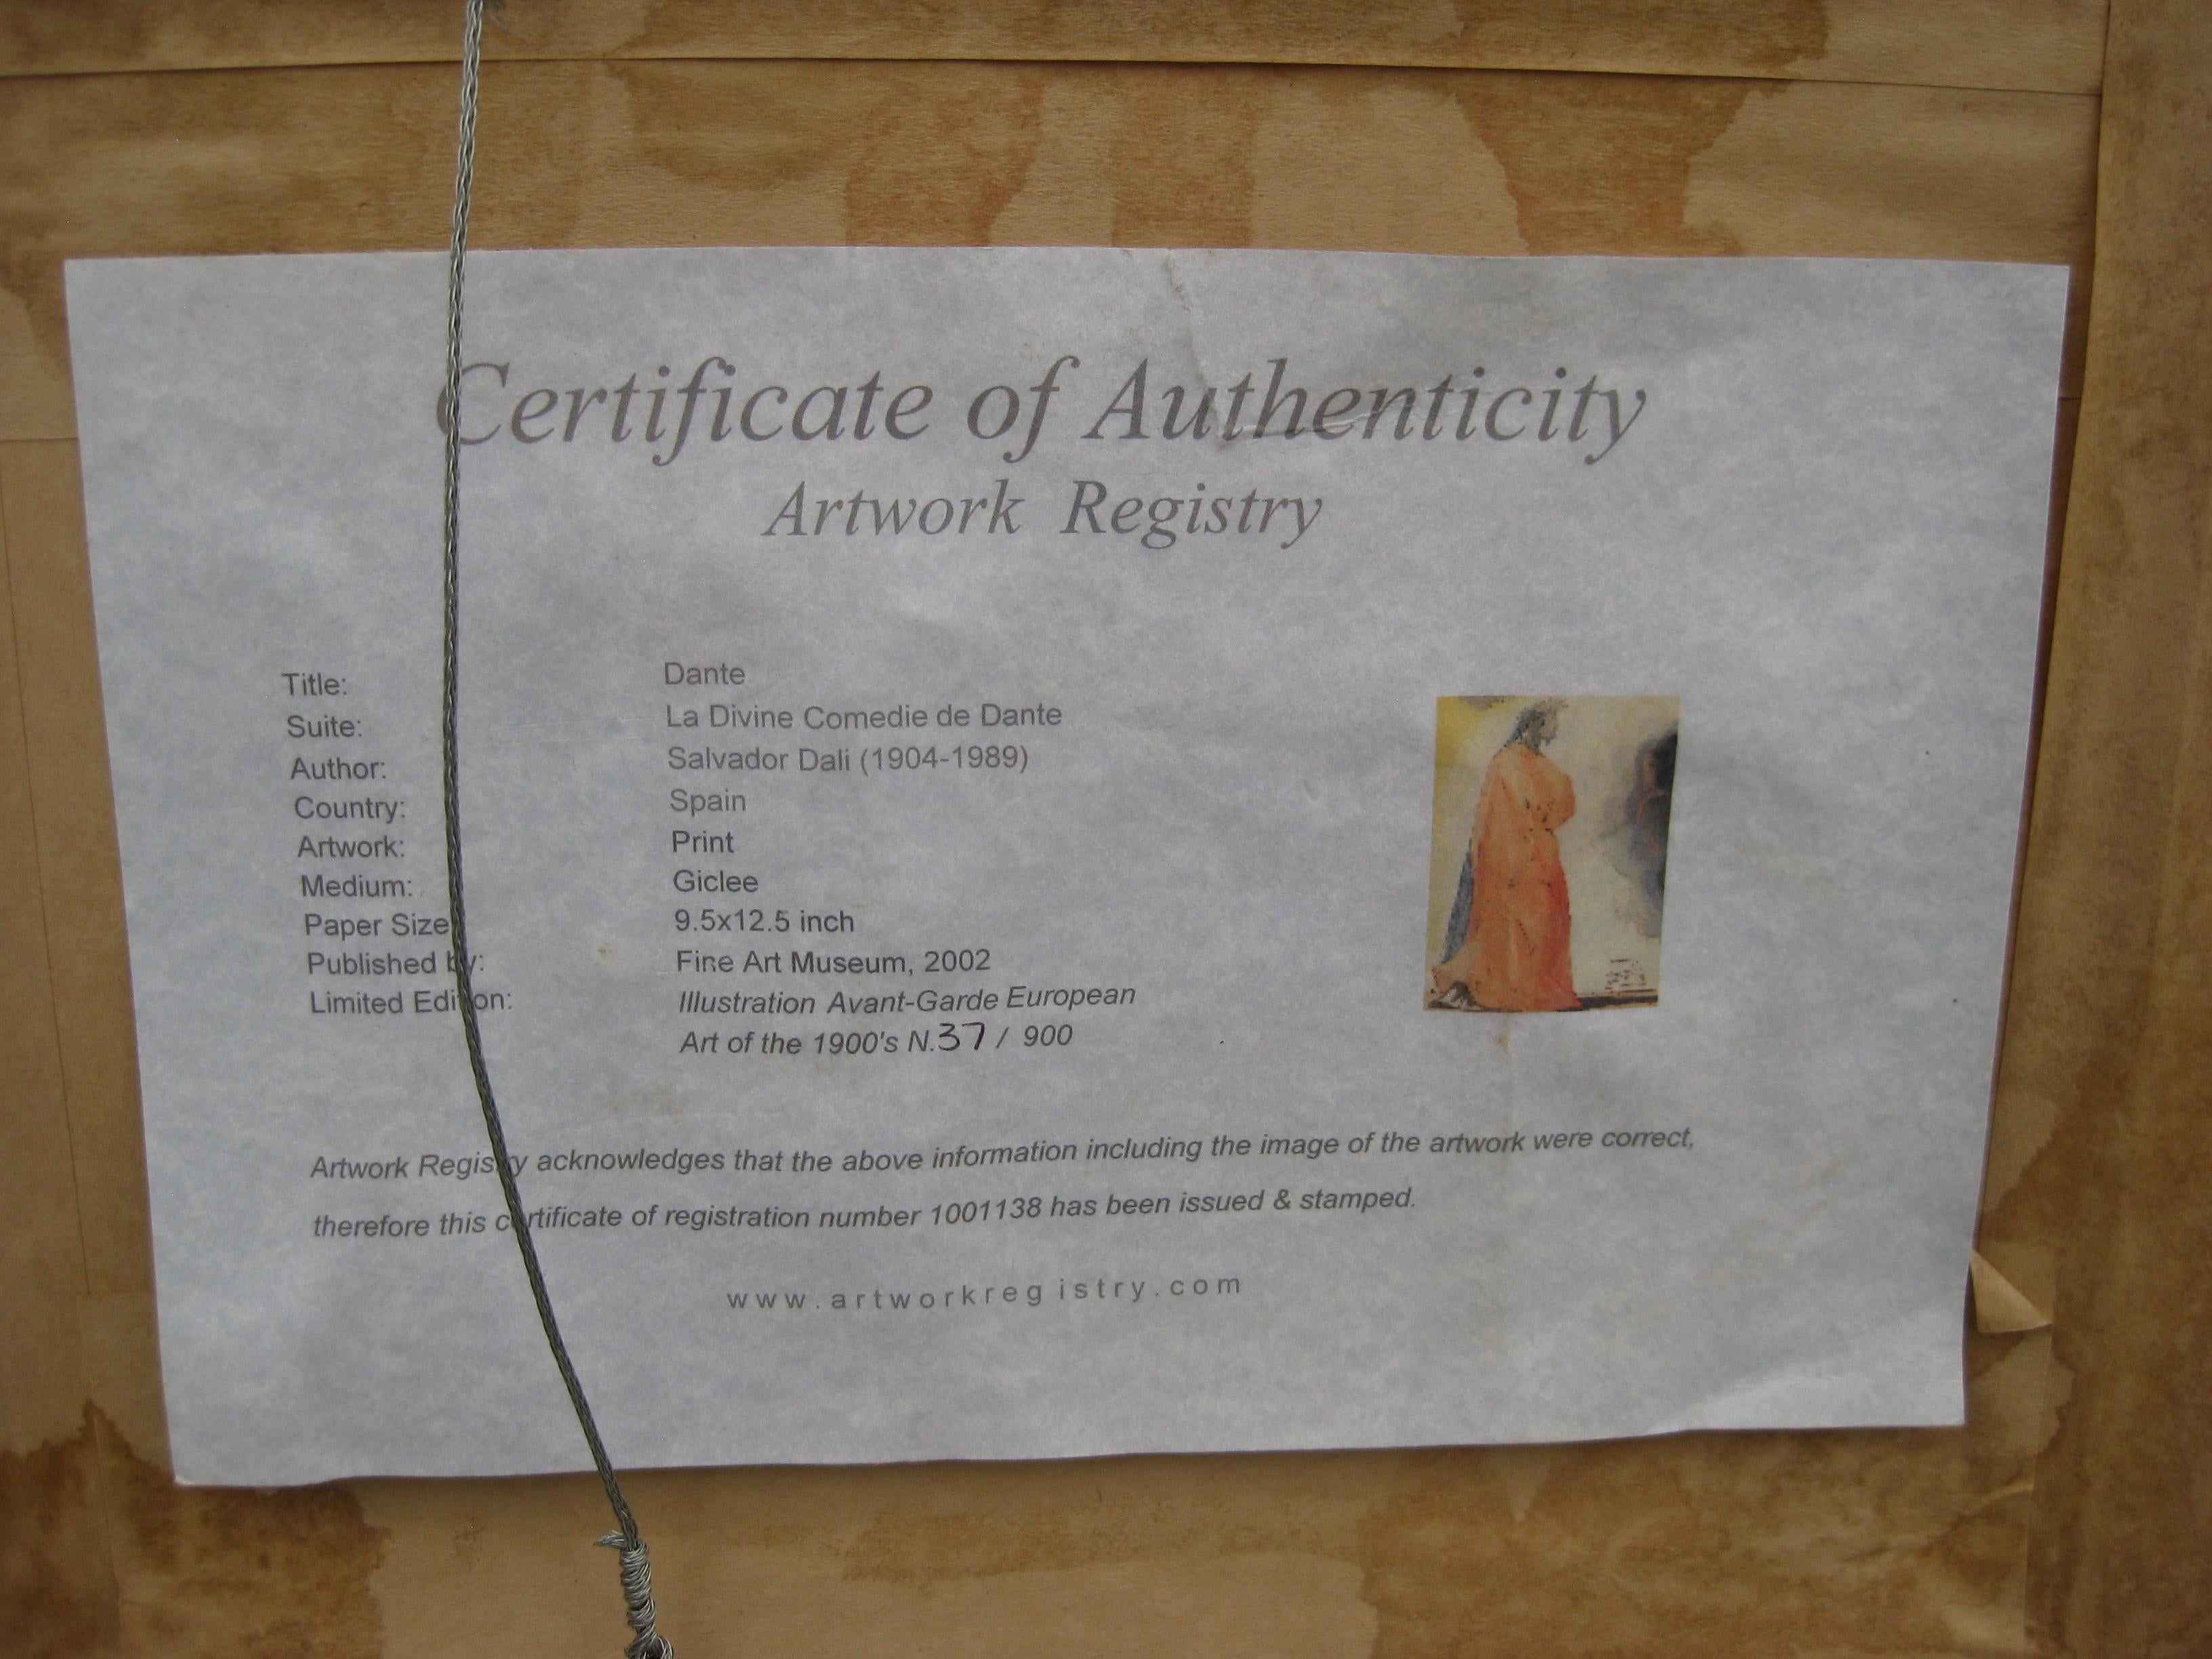 Certificate of Authenticity
Artwork Registry
Title: Dante
Suite: La Divine Comedie de Dante
Author: Salvador Dali (1904-1989)
Country: Spain
Artwork: Print
Medium: Giclee
Paper Size 9.5x12.5 inch
Published by: Fine Art Museum, 2002
Limited Edition: Illustration Avant-Garde European
Art of the 1900's N.37 / 900
Artwork Registry acknowledges that the above information including the image of the artwork were correct,
therefore this certificate of registration number 1001138 has been issued & stamped.
www.artworkregistry.com